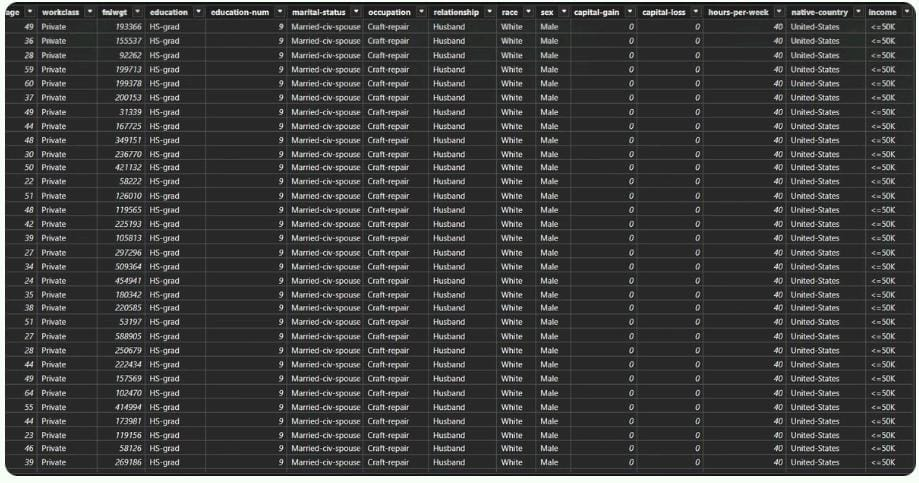 age workclass fnlwgt education education-num marital-status occupation relationship race sex capital-gain capital-loss hours-per-week native-country income
49 Private 193366 HS-grad 9 Married-civ-spouse Craft-repair Husband White Male 0 0 40 United-States <=50K
36 Private 155537 HS-grad 9 Married-civ-spouse Craft-repair Husband White Male 0 0 40 United-States <=50K
28 Private 92262 HS-grad 9 Married-civ-spouse Craft-repair Husband White Male 0 0 40 United-States <=50K
59 Private 199713 HS-grad 9 Married-civ-spouse Craft-repair Husband White Male 0 0 40 United-States <=50K
60 Private 199378 HS-grad 9 Married-civ-spouse Craft-repair Husband White Male 0 0 40 United-States <=50K
37 Private 200153 HS-grad 9 Married-civ-spouse Craft-repair Husband White Male 0 0 40 United-States <=50K
49 Private 31339 HS-grad 9 Married-civ-spouse Craft-repair Husband White Male 0 0 40 United-States <=50K
44 Private 167725 HS-grad 9 Married-civ-spouse Craft-repair Husband White Male 0 0 40 United-States <=50K
48 Private 349151 HS-grad 9 Married-civ-spouse Craft-repair Husband White Male 0 0 40 United-States <=50K
30 Private 236770 HS-grad 9 Married-civ-spouse Craft-repair Husband White Male 0 0 40 United-States <=50K
50 Private 421132 HS-grad 9 Married-civ-spouse Craft-repair Husband White Male 0 0 40 United-States <=50K
22 Private 58222 HS-grad 9 Married-civ-spouse Craft-repair Husband White Male 0 0 40 United-States <=50K
51 Private 126010 HS-grad 9 Married-civ-spouse Craft-repair Husband White Male 0 0 40 United-States <=50K
48 Private 119565 HS-grad 9 Married-civ-spouse Craft-repair Husband White Male 0 0 40 United-States <=50K
42 Private 225193 HS-grad 9 Married-civ-spouse Craft-repair Husband White Male 0 0 40 United-States <=50K
39 Private 105813 HS-grad 9 Married-civ-spouse Craft-repair Husband White Male 0 0 40 United-States <=50K
27 Private 297296 HS-grad 9 Married-civ-spouse Craft-repair Husband White Male 0 0 40 United-States <=50K
34 Private 509364 HS-grad 9 Married-civ-spouse Craft-repair Husband White Male 0 0 40 United-States <=50K
24 Private 454941 HS-grad 9 Married-civ-spouse Craft-repair Husband White Male 0 0 40 United-States <=50K
35 Private 180342 HS-grad 9 Married-civ-spouse Craft-repair Husband White Male 0 0 40 United-States <=50K
38 Private 220585 HS-grad 9 Married-civ-spouse Craft-repair Husband White Male 0 0 40 United-States <=50K
51 Private 53197 HS-grad 9 Married-civ-spouse Craft-repair Husband White Male 0 0 40 United-States <=50K
27 Private 588905 HS-grad 9 Married-civ-spouse Craft-repair Husband White Male 0 0 40 United-States <=50K
28 Private 250679 HS-grad 9 Married-civ-spouse Craft-repair Husband White Male 0 0 40 United-States <=50K
44 Private 222434 HS-grad 9 Married-civ-spouse Craft-repair Husband White Male 0 0 40 United-States <=50K
49 Private 157569 HS-grad 9 Married-civ-spouse Craft-repair Husband White Male 0 0 40 United-States <=50K
64 Private 102470 HS-grad 9 Married-civ-spouse Craft-repair Husband White Male 0 0 40 United-States <=50K
55 Private 414994 HS-grad 9 Married-civ-spouse Craft-repair Husband White Male 0 0 40 United-States <=50K
44 Private 173981 HS-grad 9 Married-civ-spouse Craft-repair Husband White Male 0 0 40 United-States <=50K
23 Private 119156 HS-grad 9 Married-civ-spouse Craft-repair Husband White Male 0 0 40 United-States <=50K
46 Private 58126 HS-grad 9 Married-civ-spouse Craft-repair Husband White Male 0 0 40 United-States <=50K
39 Private 269186 HS-grad 9 Married-civ-spouse Craft-repair Husband White Male 0 0 40 United-States <=50K